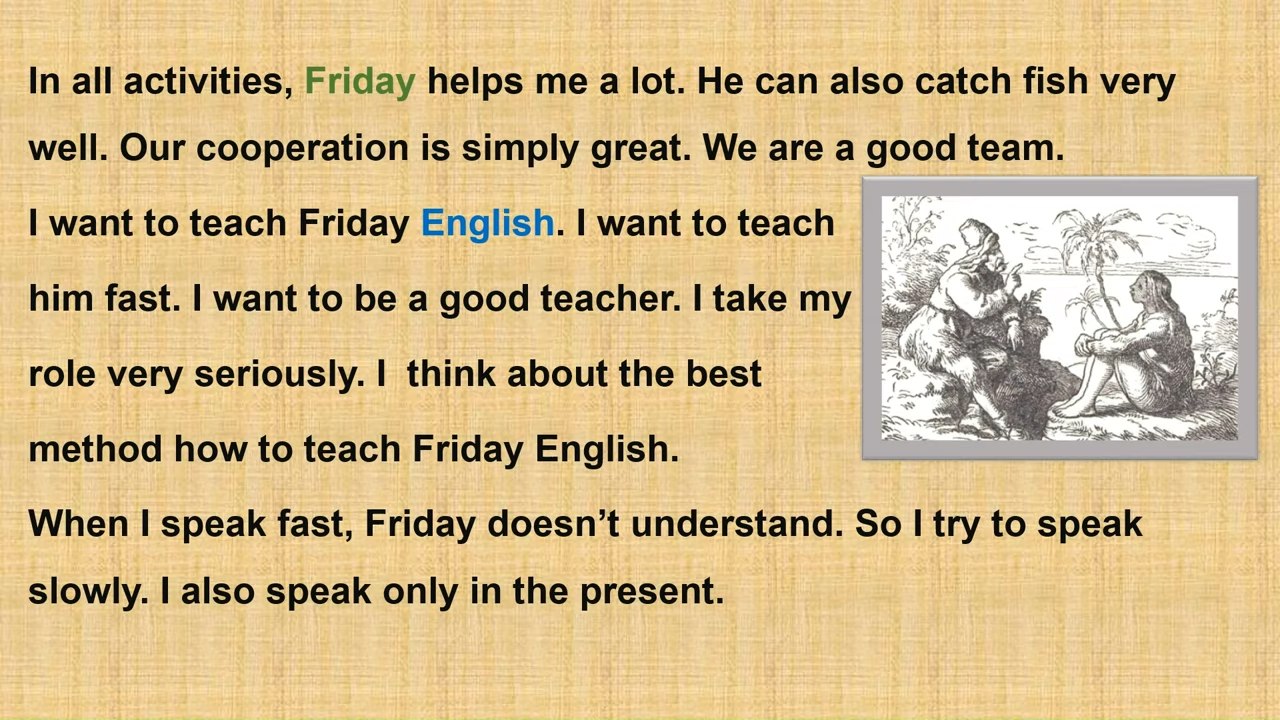 In all activities, Friday helps me a lot. He can also catch fish very
well. Our cooperation is simply great. We are a good team.
I want to teach Friday English. I want to teach
him fast. I want to be a good teacher. I take my
role very seriously. I  think about the best
method how to teach Friday English.
When I speak fast, Friday doesn’t understand. So I try to speak
slowly. I also speak only in the present.